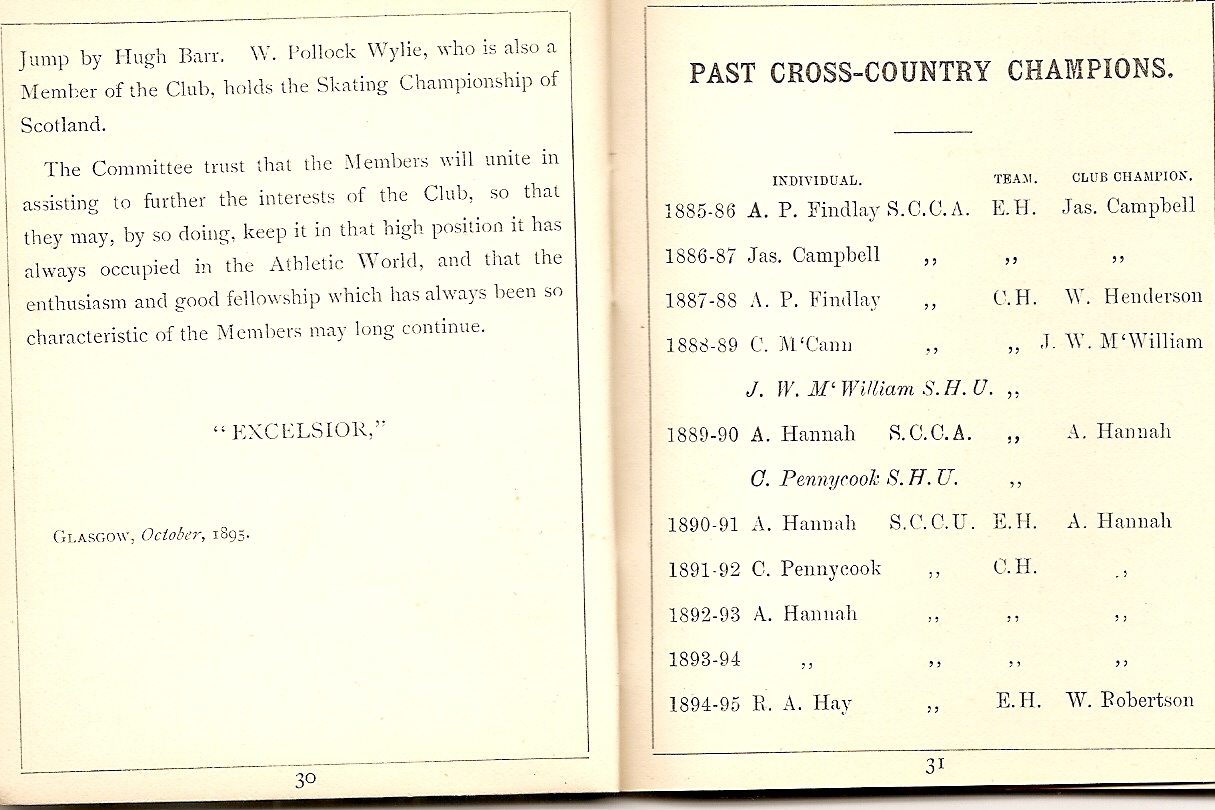 Jump by Hugh Barr. W. Pollock Wylie, who is also a
Member of the Club, holds the Skating Championship of
Scotland.
The Committee trust that the Members will unite in
assisting to further the interests of the Club, so that
they may, by so doing, keep it in that high position it has
always occupied in the Athletic World, and that the
enthusiasm and good fellowship which has always been so
characteristic of the Members may long continue.
“EXCELSIOR,”
GLASGOW, October, 1895.
30
PAST CROSS-COUNTRY CHAMPIONS.
INDIVIDUAL. TEAM. CLUB CHAMPION.
1885-86 A. P. Findlay S.C.C.A. E.H. Jas. Campbell
1886-87 Jas. Campbell ,, ,, ,,
1887-88 A. P. Findlay ,, C.H. W. Henderson
1888-89 C. M‘Cann ,, ,, J. W. M‘William
J. W. M‘William S.H.U. ,,
1889-90 A. Hannah S.C.C.A. ,, A. Hannah
C. Pennycook S.H.U. ,,
1890-91 A. Hannah S.C.C.U. E.H. A. Hannah
1891-92 C. Pennycook ,, C.H. ,,
1892-93 A. Hannah ,, ,, ,,
1893-94 ,, ,, ,, ,,
1894-95 R. A. Hay ,, E.H. W. Robertson
31